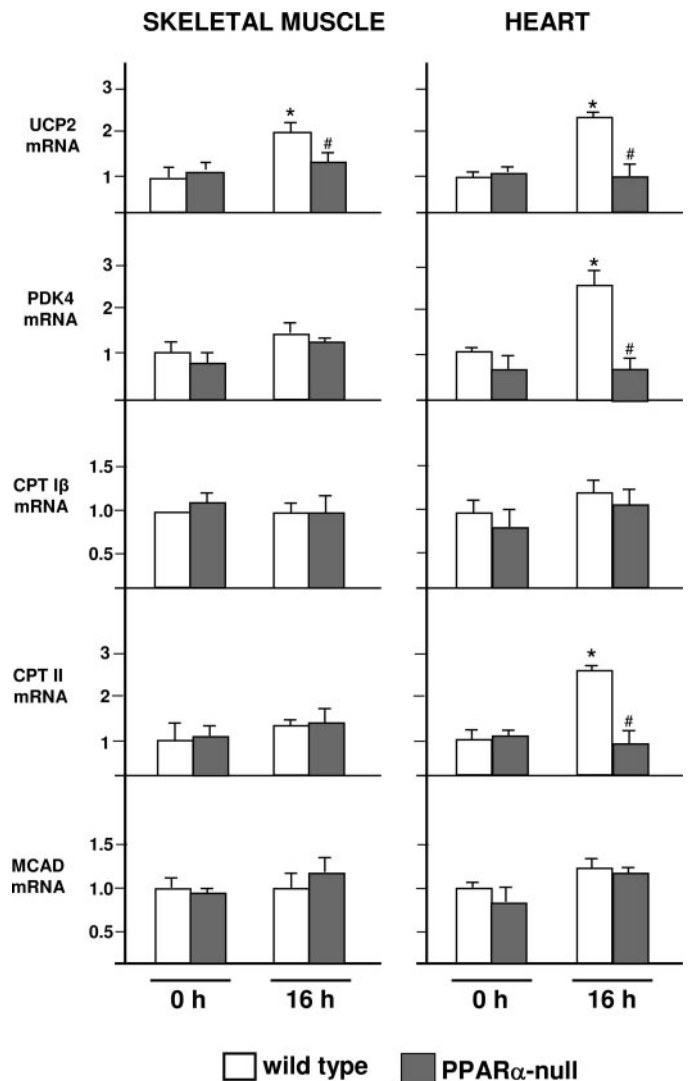 SKELETAL MUSCLE HEART
UCP2
mRNA
3
2
1
*
#
*
#
PDK4
mRNA
3
2
1
*
#
CPT Iβ
mRNA
1.5
1.0
0.5
CPT II
mRNA
3
2
1
*
#
MCAD
mRNA
1.5
1.0
0.5
0 h 16 h 0 h 16 h
wild type PPARα-null